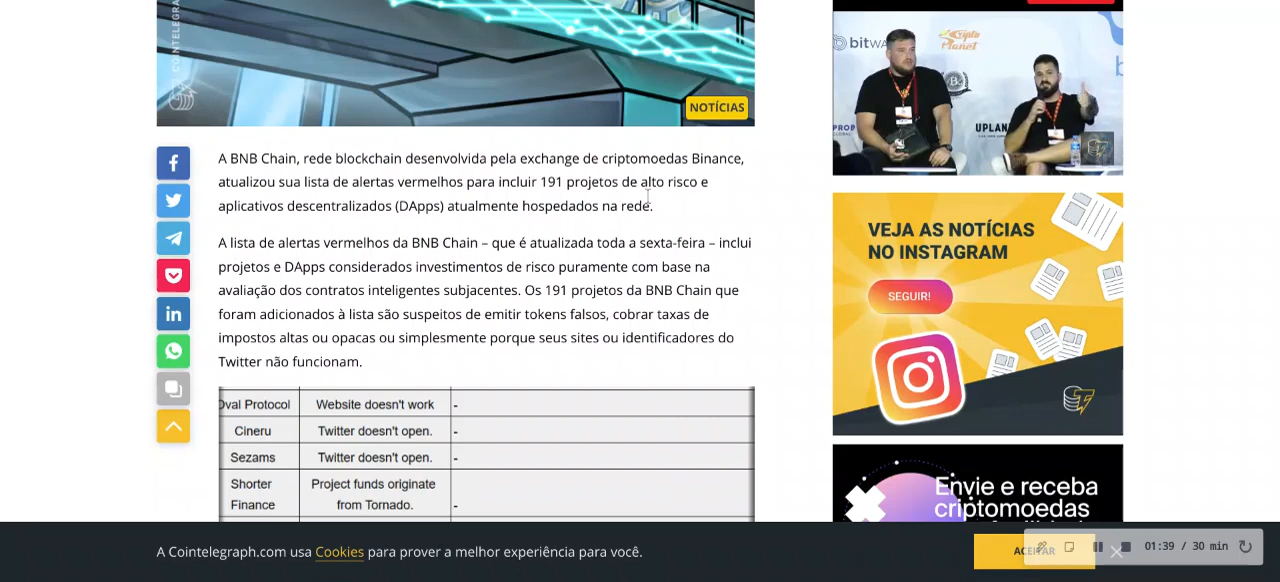 COINTELEGRA
NOTÍCIAS
A BNB Chain, rede blockchain desenvolvida pela exchange de criptomoedas Binance,
atualizou sua lista de alertas vermelhos para incluir 191 projetos de alto risco e
aplicativos descentralizados (DApps) atualmente hospedados na rede.
A lista de alertas vermelhos da BNB Chain – que é atualizada toda a sexta-feira – inclui
projetos e DApps considerados investimentos de risco puramente com base na
avaliação dos contratos inteligentes subjacentes. Os 191 projetos da BNB Chain que
foram adicionados à lista são suspeitos de emitir tokens falsos, cobrar taxas de
impostos altas ou opacas ou simplesmente porque seus sites ou identificadores do
Twitter não funcionam.
Oval Protocol Website doesn't work -
Cineru Twitter doesn't open. -
Sezams Twitter doesn't open. -
Shorter Project funds originate
Finance from Tornado. -
bitwa
Cripto
Planet
PROP
GLOBAL
UPLAN
VEJA AS NOTÍCIAS
NO INSTAGRAM
SEGUIR!
Envie e receba
criptomoedas
A Cointelegraph.com usa Cookies para prover a melhor experiência para você.
ACEITAR
01:39 / 30 min